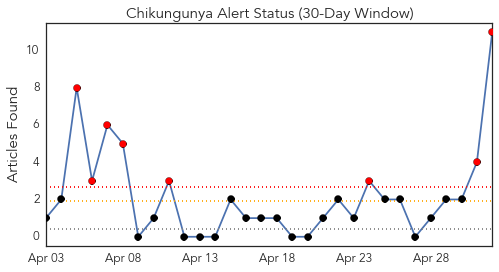 Chikungunya Alert Status (30-Day Window)
Articles Found
10
8
6
4
2
0
Apr 03 Apr 08 Apr 13 Apr 18 Apr 23 Apr 28